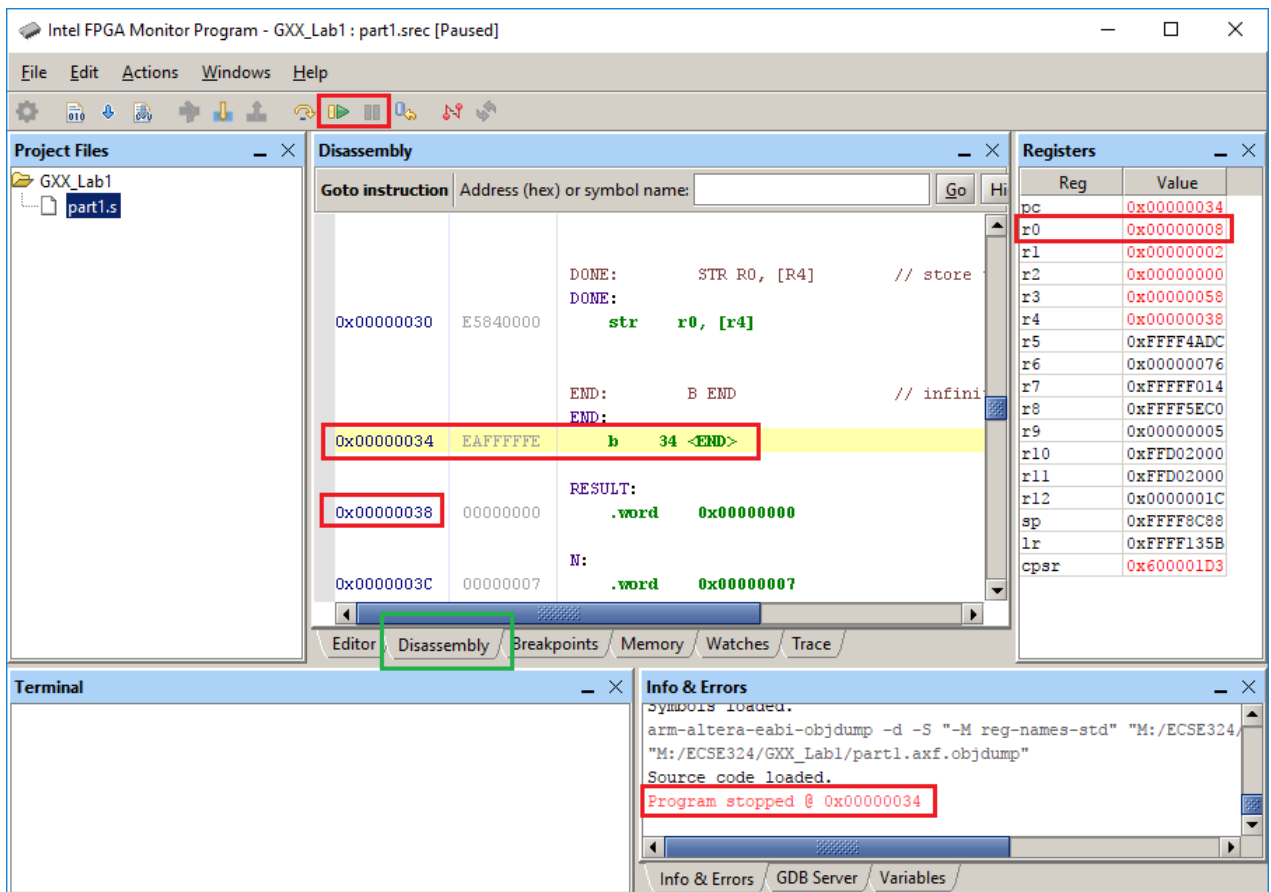 Intel FPGA Monitor Program - GXX_Lab1 : part1.srec [Paused]
File Edit Actions Windows Help
Project Files
GXX_Lab1
part1.s
Disassembly
Goto instruction Address (hex) or symbol name: Go Hi
DONE: STR R0, [R4] // store
DONE:
0x00000030 E5840000 str r0, [r4]
END: B END // infini
END:
0x00000034 EAFFFFFE b 34 <END>
RESULT:
0x00000038 00000000 .word 0x00000000
N:
0x0000003C 00000007 .word 0x00000007
Editor Disassembly Breakpoints Memory Watches Trace
Registers
Reg Value
pc 0x00000034
r0 0x00000008
r1 0x00000002
r2 0x00000000
r3 0x00000058
r4 0x00000038
r5 0xFFFF4ADC
r6 0x00000076
r7 0xFFFFF014
r8 0xFFFF5EC0
r9 0x00000005
r10 0xFFD02000
r11 0xFFD02000
r12 0x0000001C
sp 0xFFFF8C88
lr 0xFFFF135B
cpsr 0x600001D3
Terminal
Info & Errors
Symbols loaded.
arm-altera-eabi-objdump -d -S "-M reg-names-std" "M:/ECSE324/
"M:/ECSE324/GXX_Lab1/part1.axf.objdump"
Source code loaded.
Program stopped @ 0x00000034
Info & Errors GDB Server Variables